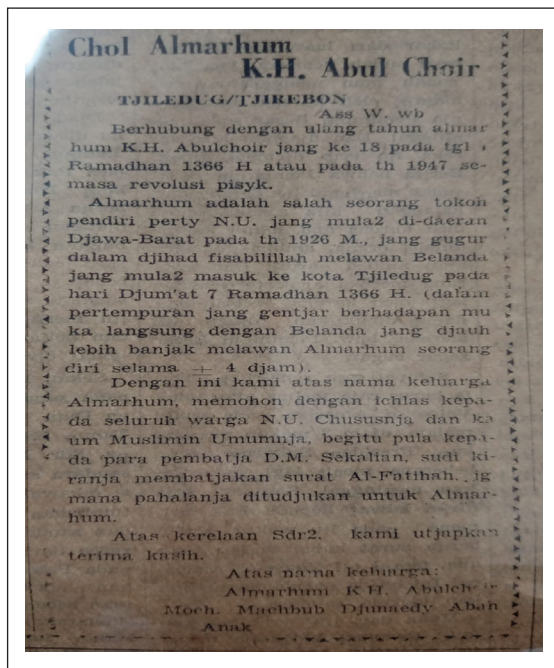 Chol Almarhum
K.H. Abul Choir
TJILEDUG/TJIREBON
Ass W. wb
Berhubung dengan ulang tahun almar
hum K.H. Abulchoir jang ke 18 pada tgl
Ramadhan 1366 H atau pada th 1947 se-
masa revolusi pisyk.
Almarhum adalah salah seorang tokoh
pendiri perty N.U. jang mula2 di-daeran
Djawa-Barat pada th 1926 M., jang gugur
dalam djihad fisabilillah melawan Belanda
jang mula2 masuk ke kota Tjiledug pada
hari Djum'at 7 Ramadhan 1366 H. (dalam
pertempuran jang gentjar berhadapan mu
ka langsung dengan Belanda jang djauh
lebih banjak melawan Almarhum seorang
diri selama + 4 djam).
Dengan ini kami atas nama keluarga
Almarhum, memohon dengan ichlas kepa-
da seluruh warga N.U. Chususnja dan ka
um Muslimin Umumnja, begitu pula kepa-
da para pembatja D.M. Sekalian, sudi ki-
ranja membatjakan surat Al-Fatihah. jg
mana pahalanja ditudjukan untuk Almar-
hum.
Atas kerelaan Sdr2. kami utjapkan
terima kasih.
Atas nama keluarga:
Almarhum K.H. Abulchoir
Moch. Machbub Djunaedy Aban
Anak